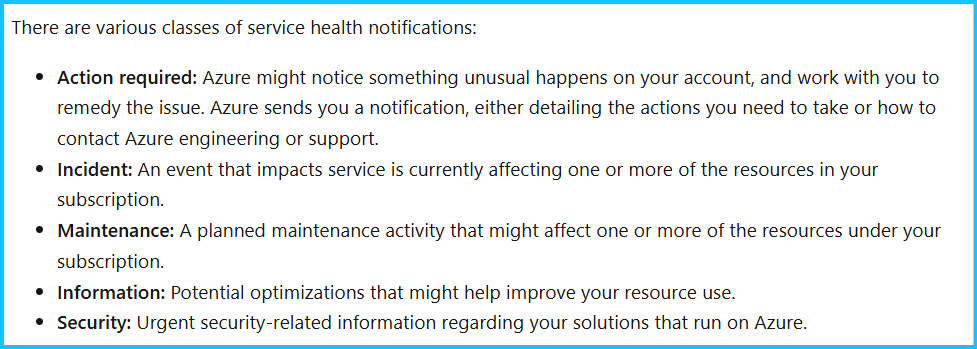 There are various classes of service health notifications:
• Action required: Azure might notice something unusual happens on your account, and work with you to
remedy the issue. Azure sends you a notification, either detailing the actions you need to take or how to
contact Azure engineering or support.
• Incident: An event that impacts service is currently affecting one or more of the resources in your
subscription.
• Maintenance: A planned maintenance activity that might affect one or more of the resources under your
subscription.
• Information: Potential optimizations that might help improve your resource use.
• Security: Urgent security-related information regarding your solutions that run on Azure.